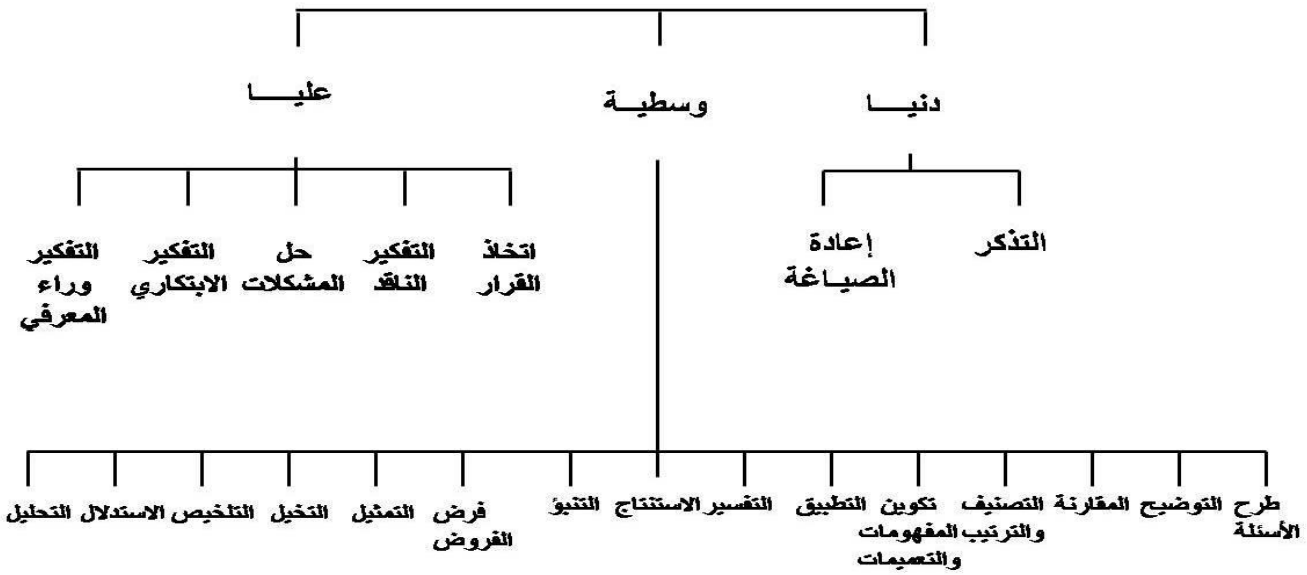 دنيا
وسطية
عليا
التذكر
إعادة
الصياغة
اتخاذ
القرار
التفكير
الناقد
حل
المشكلات
التفكير
الابتكاري
التفكير
وراء
المعرفي
طرح
الأسئلة
التوضيح
المقارنة
التصنيف
والترتيب
تكوين
المفهومات
والتعميمات
التطبيق
التفسير
الاستنتاج
التنبؤ
فرض
الفروض
التمثيل
التخيل
التلخيص
الاستدلال
التحليل